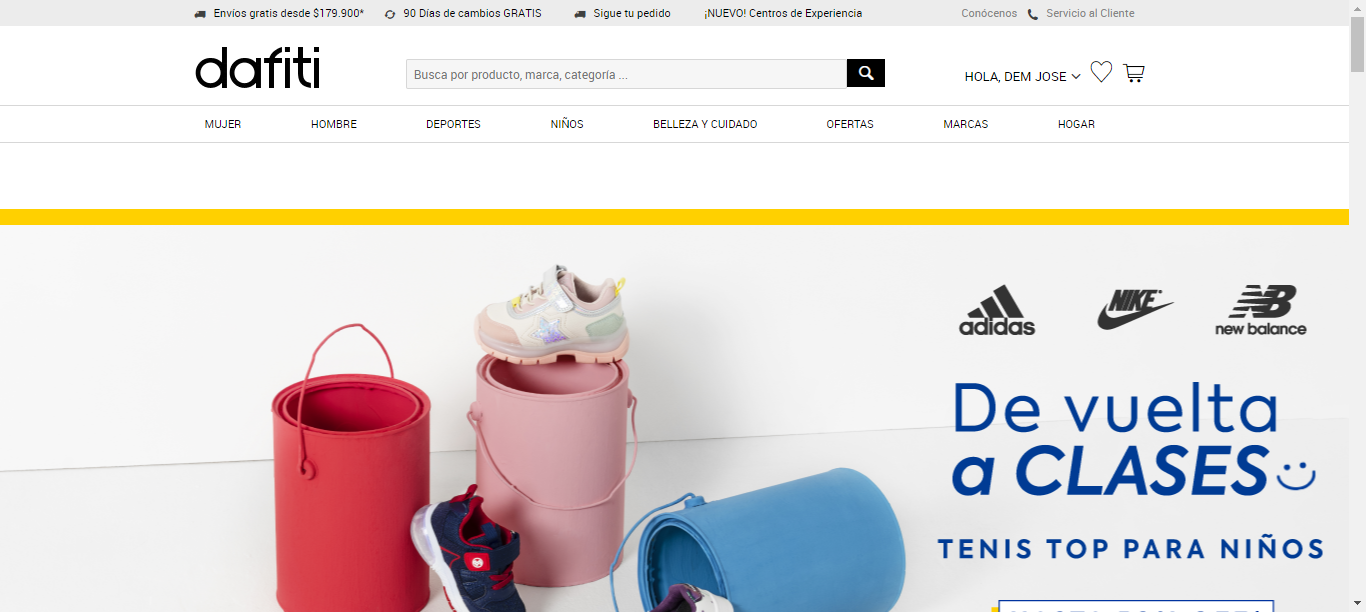 Envíos gratis desde $179.900* 90 Días de cambios GRATIS Sigue tu pedido ¡NUEVO! Centros de Experiencia Conócenos Servicio al Cliente
dafiti
Busca por producto, marca, categoría ...
HOLA, DEM JOSE
MUJER HOMBRE DEPORTES NIÑOS BELLEZA Y CUIDADO OFERTAS MARCAS HOGAR
adidas NIKE NB new balance
De vuelta
a CLASES
TENIS TOP PARA NIÑOS